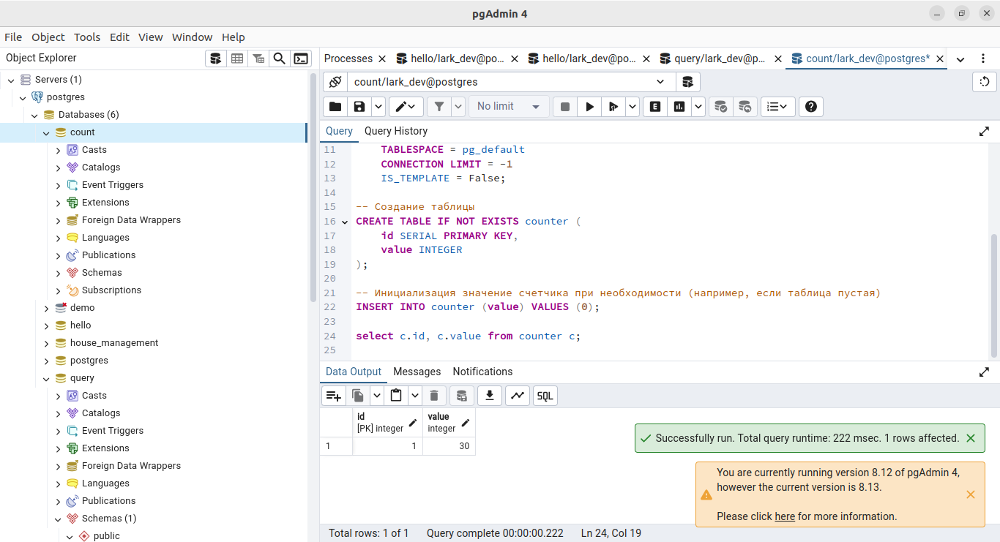 pgAdmin 4
File Object Tools Edit View Window Help
Object Explorer
Servers (1)
postgres
Databases (6)
count
Casts
Catalogs
Event Triggers
Extensions
Foreign Data Wrappers
Languages
Publications
Schemas
Subscriptions
demo
hello
house_management
postgres
query
Casts
Catalogs
Event Triggers
Extensions
Foreign Data Wrappers
Languages
Publications
Schemas (1)
public
Processes hello/lark_dev@po... hello/lark_dev@po... query/lark_dev@p... count/lark_dev@postgres*
count/lark_dev@postgres
No limit E
Query Query History
11 TABLESPACE = pg_default
12 CONNECTION LIMIT = -1
13 IS_TEMPLATE = False;
14
15 -- Создание таблицы
16 CREATE TABLE IF NOT EXISTS counter (
17 id SERIAL PRIMARY KEY,
18 value INTEGER
19 );
20
21 -- Инициализация значение счетчика при необходимости (например, если таблица пустая)
22 INSERT INTO counter (value) VALUES (0);
23
24 select c.id, c.value from counter c;
25
Data Output Messages Notifications
SQL
id value
[PK] integer integer
1 1 30
Successfully run. Total query runtime: 222 msec. 1 rows affected.
You are currently running version 8.12 of pgAdmin 4,
however the current version is 8.13.
Please click here for more information.
Total rows: 1 of 1 Query complete 00:00:00.222 Ln 24, Col 19